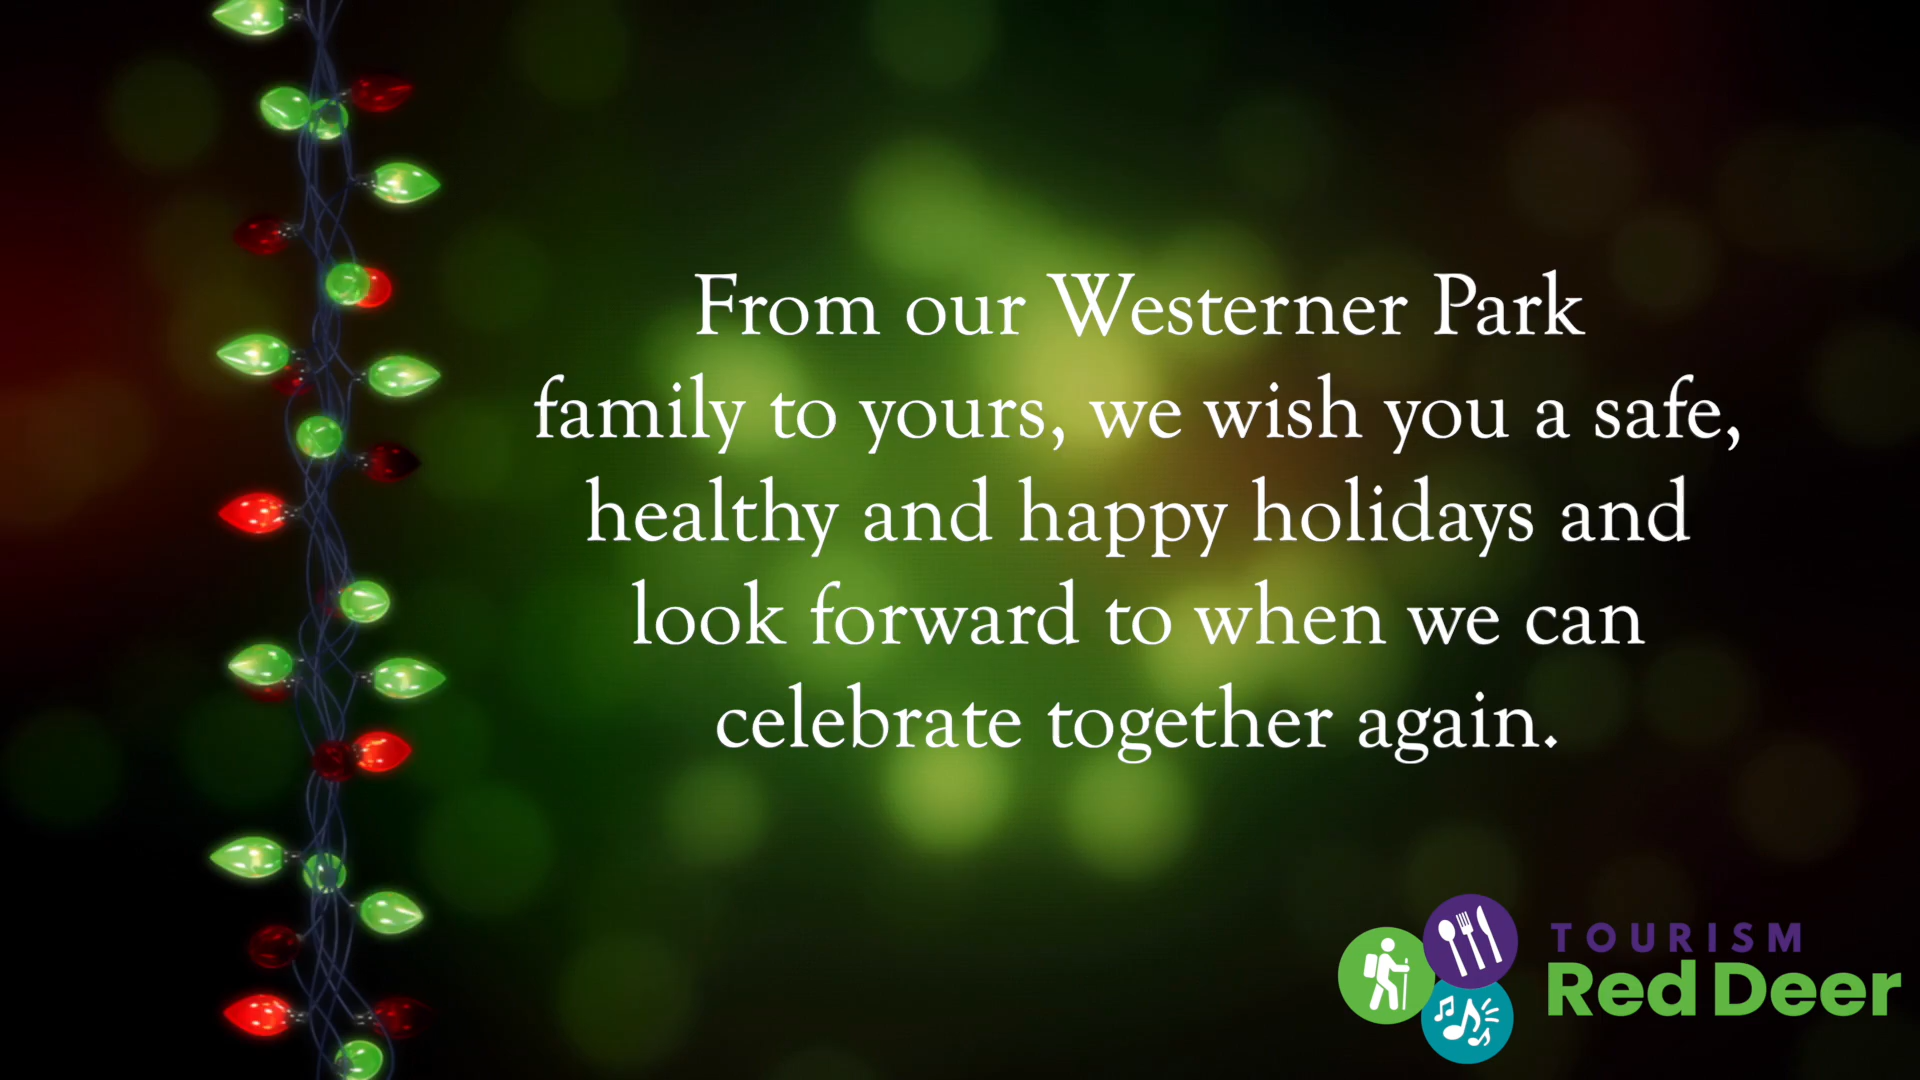 From our Westerner Park
family to yours, we wish you a safe,
healthy and happy holidays and
look forward to when we can
celebrate together again.
TOURISM
Red Deer